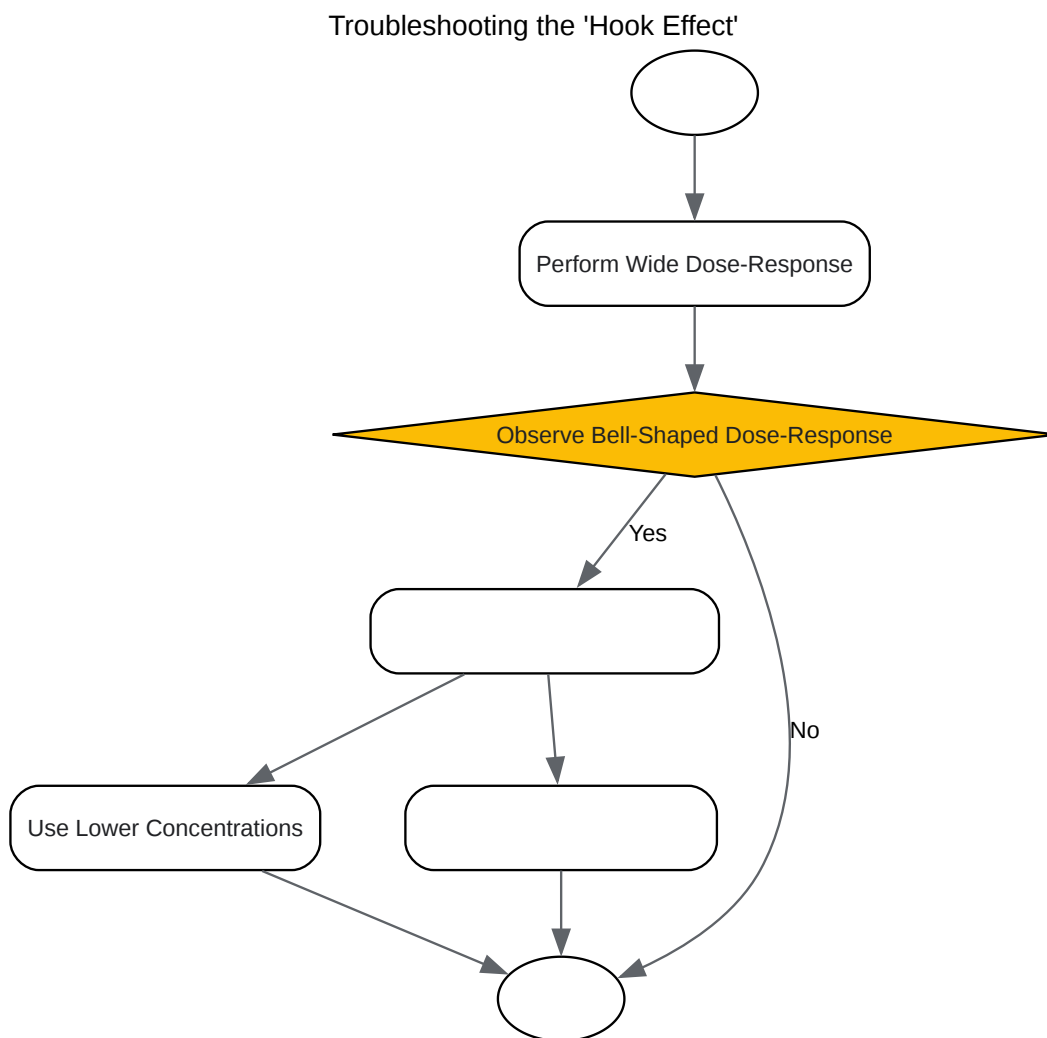 Troubleshooting the 'Hook Effect'
Perform Wide Dose-Response
Observe Bell-Shaped Dose-Response
Yes
No
Use Lower Concentrations